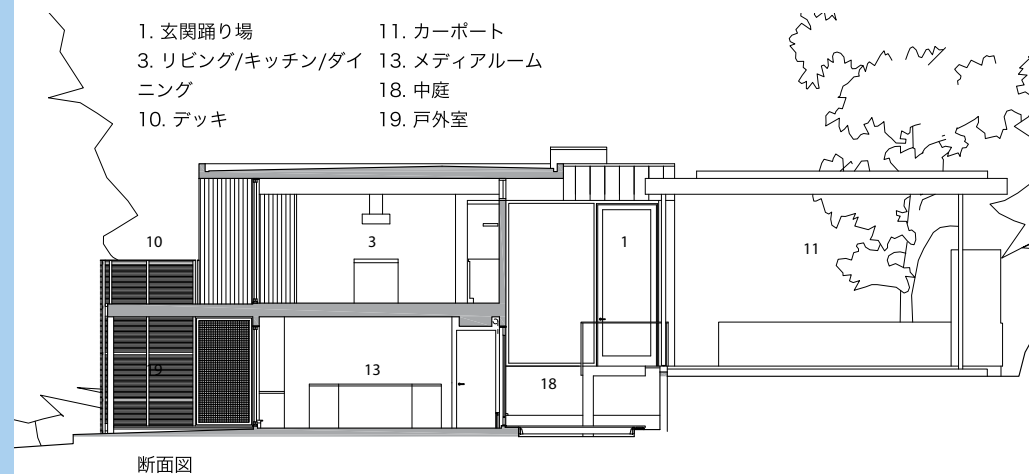 1. 玄関踊り場
3. リビング/キッチン/ダイ
ニング
10. デッキ
11. カーポート
13. メディアルーム
18. 中庭
19. 戸外室
10
3
1
11
19
13
18
断面図